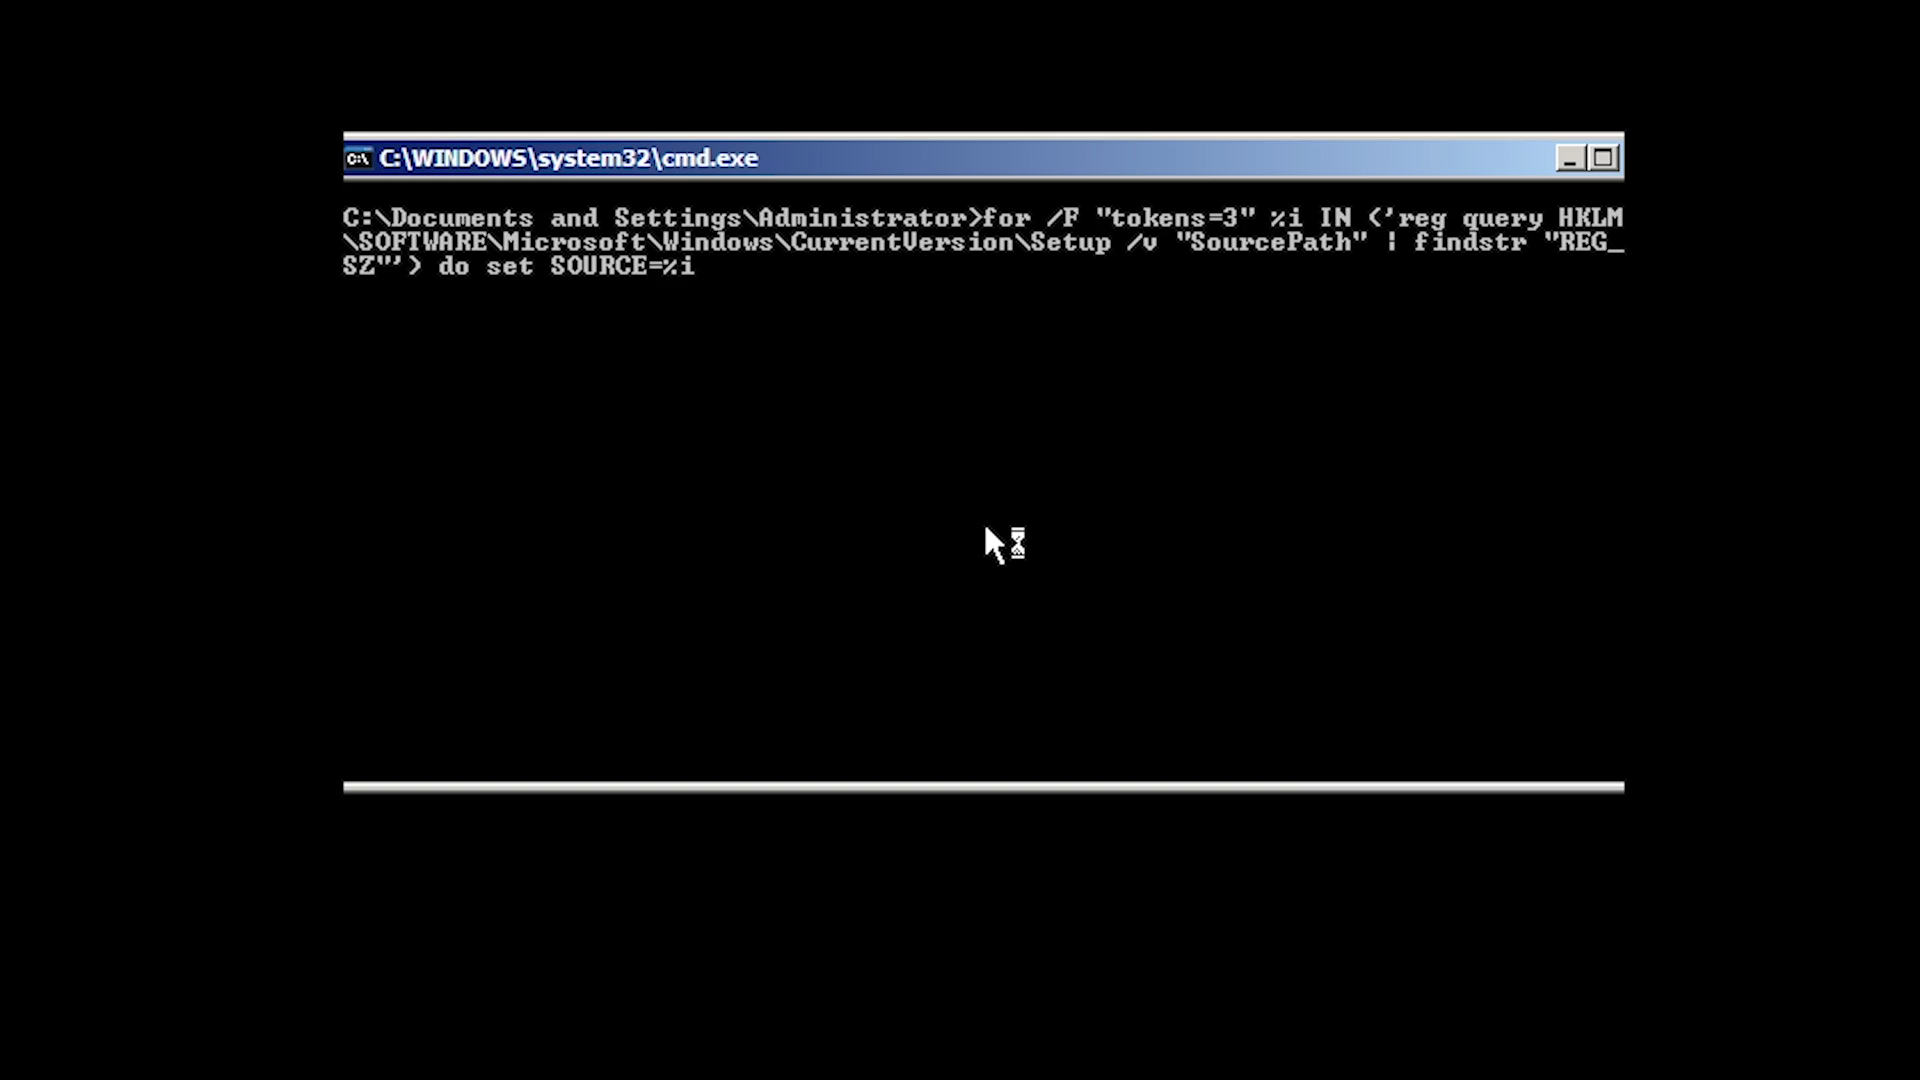 C:\WINDOWS\system32\cmd.exe
C:\Documents and Settings\Administrator>for /F "tokens=3" %i IN ('reg query HKLM
\SOFTWARE\Microsoft\Windows\CurrentVersion\Setup /v "SourcePath" | findstr "REG_
SZ"') do set SOURCE=%i